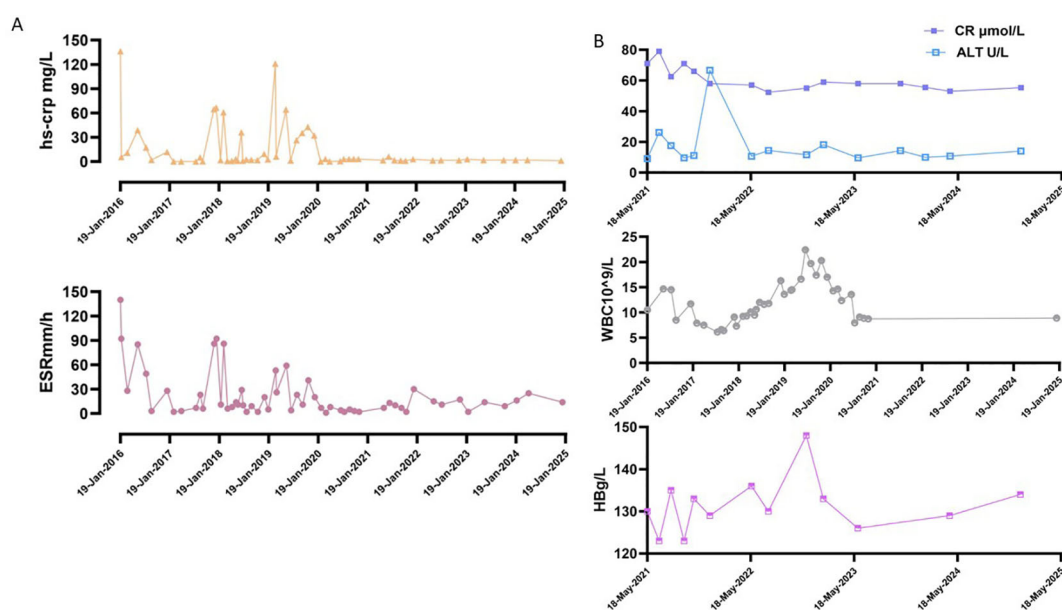 A
hs-crp mg/L
150
120
90
60
30
0
19-Jan-2016
19-Jan-2017
19-Jan-2018
19-Jan-2019
19-Jan-2020
19-Jan-2021
19-Jan-2022
19-Jan-2023
19-Jan-2024
19-Jan-2025
ESRmm/h
150
120
90
60
30
0
19-Jan-2016
19-Jan-2017
19-Jan-2018
19-Jan-2019
19-Jan-2020
19-Jan-2021
19-Jan-2022
19-Jan-2023
19-Jan-2024
19-Jan-2025
B
CR µmol/L
ALT U/L
80
60
40
20
0
18-May-2021
18-May-2022
18-May-2023
18-May-2024
18-May-2025
WBC10^9/L
25
20
15
10
5
0
19-Jan-2016
19-Jan-2017
19-Jan-2018
19-Jan-2019
19-Jan-2020
19-Jan-2021
19-Jan-2022
19-Jan-2023
19-Jan-2024
19-Jan-2025
HBg/L
150
140
130
120
18-May-2021
18-May-2022
18-May-2023
18-May-2024
18-May-2025